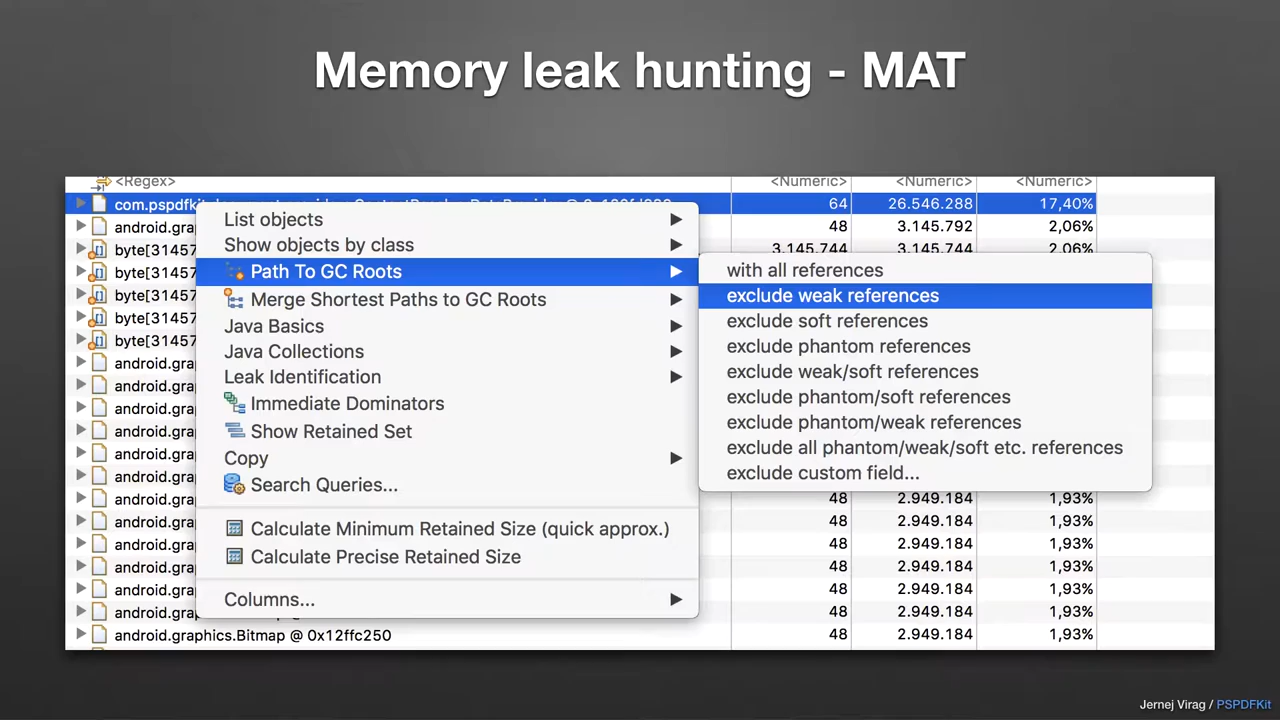 Memory leak hunting - MAT
<Regex> <Numeric> <Numeric> <Numeric>
com.pspdfki 64 26.546.288 17,40%
android.gra 48 3.145.792 2,06%
byte[31457 3.145.744 3.145.744 2,06%
byte[31457
byte[31457
byte[31457
byte[31457
android.gra
android.gra
android.gra
android.gra
android.gra
android.gra
android.gra 48 2.949.184 1,93%
android.gra 48 2.949.184 1,93%
android.gra 48 2.949.184 1,93%
android.gra 48 2.949.184 1,93%
android.gra 48 2.949.184 1,93%
android.gra 48 2.949.184 1,93%
android.graphics.Bitmap @ 0x12ffc250 48 2.949.184 1,93%
List objects
Show objects by class
Path To GC Roots
Merge Shortest Paths to GC Roots
Java Basics
Java Collections
Leak Identification
Immediate Dominators
Show Retained Set
Copy
Search Queries...
Calculate Minimum Retained Size (quick approx.)
Calculate Precise Retained Size
Columns...
with all references
exclude weak references
exclude soft references
exclude phantom references
exclude weak/soft references
exclude phantom/soft references
exclude phantom/weak references
exclude all phantom/weak/soft etc. references
exclude custom field...
Jernej Virag / PSPDFKit